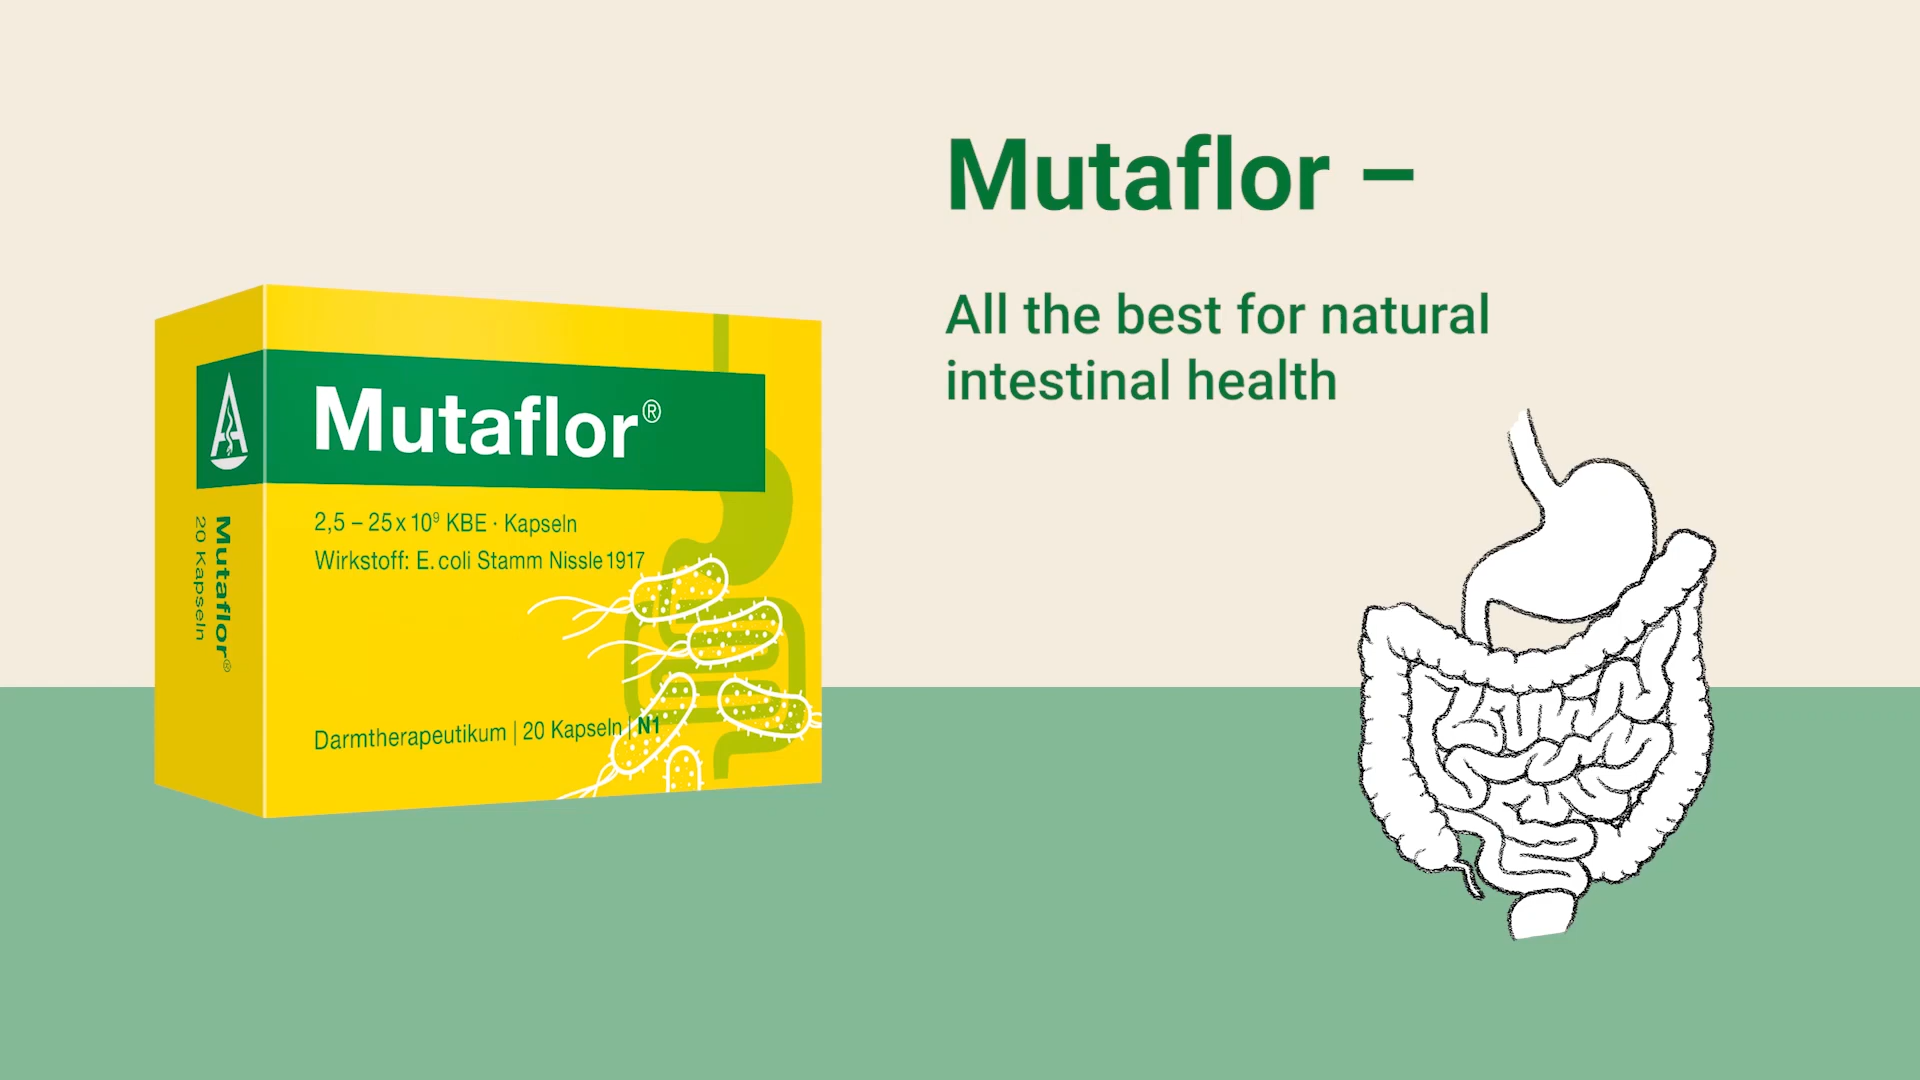 Mutaflor –
All the best for natural
intestinal health
Mutaflor®
2,5 – 25 x 10⁹ KBE · Kapseln
Wirkstoff: E. coli Stamm Nissle 1917
Darmtherapeutikum | 20 Kapseln | N1
Mutaflor®
20 Kapseln